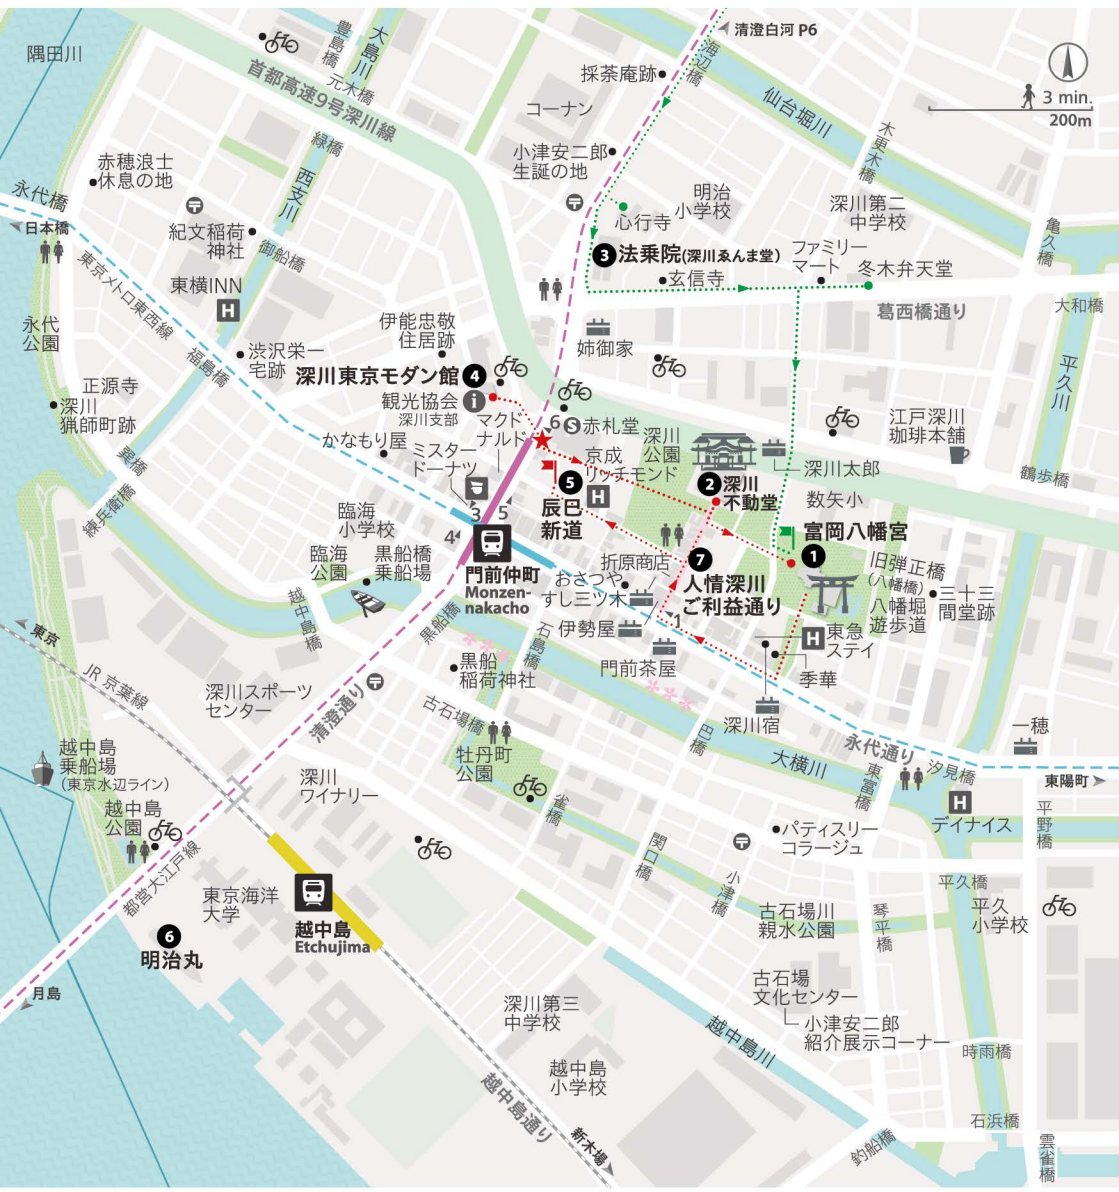 清澄白河 P6
隅田川
豊島橋
大島川
元木橋
首都高速9号深川線
海辺橋
採荼庵跡
コーナン
仙台堀川
3 min.
200m
木更木橋
緑橋
赤穂浪士
休息の地
西支川
小津安二郎
生誕の地
明治
小学校
深川第二
中学校
亀久橋
永代橋
日本橋
紀文稲荷
神社
御船橋
心行寺
3
法乗院(深川ゑんま堂)
玄信寺
ファミリー
マート
冬木弁天堂
葛西橋通り
大和橋
東京メトロ東西線
東横INN
H
永代
公園
福島橋
伊能忠敬
住居跡
姉御家
平久川
渋沢栄一
宅跡
深川東京モダン館
4
観光協会
深川支部
i
正源寺
深川
猟師町跡
マクド
ナルド
かなもり屋
ミスター
ドーナツ
6
S
赤札堂
京成
リッチモンド
H
深川
公園
江戸深川
珈琲本舗
深川太郎
鶴歩橋
巽橋
練兵衛橋
2
深川
不動堂
数矢小
5
辰巳
新道
3
5
4
臨海
小学校
富岡八幡宮
1
臨海
公園
黒船橋
乗船場
門前仲町
Monzen-
nakacho
折原商店
おさつや
すし三ツ木
7
人情深川
ご利益通り
旧弾正橋
(八幡橋)
八幡堀
遊歩道
三十三
間堂跡
越中島橋
黒船橋
石島橋
伊勢屋
1
門前茶屋
H
東急
ステイ
季華
東京
JR 京葉線
深川スポーツ
センター
清澄通り
黒船
稲荷神社
古石場橋
深川宿
巴橋
大横川
永代通り
一穂
汐見橋
東富橋
東陽町
越中島
乗船場
(東京水辺ライン)
深川
ワイナリー
牡丹町
公園
雀橋
H
デイナイス
平野橋
越中島
公園
都営大江戸線
関口橋
小津橋
パティスリー
コラージュ
平久橋
東京海洋
大学
越中島
Etchujima
古石場川
親水公園
琴平橋
平久
小学校
6
明治丸
月島
古石場
文化センター
小津安二郎
紹介展示コーナー
深川第三
中学校
越中島川
時雨橋
越中島
小学校
越中島通り
新木場
石浜橋
釣船橋
雲雀橋